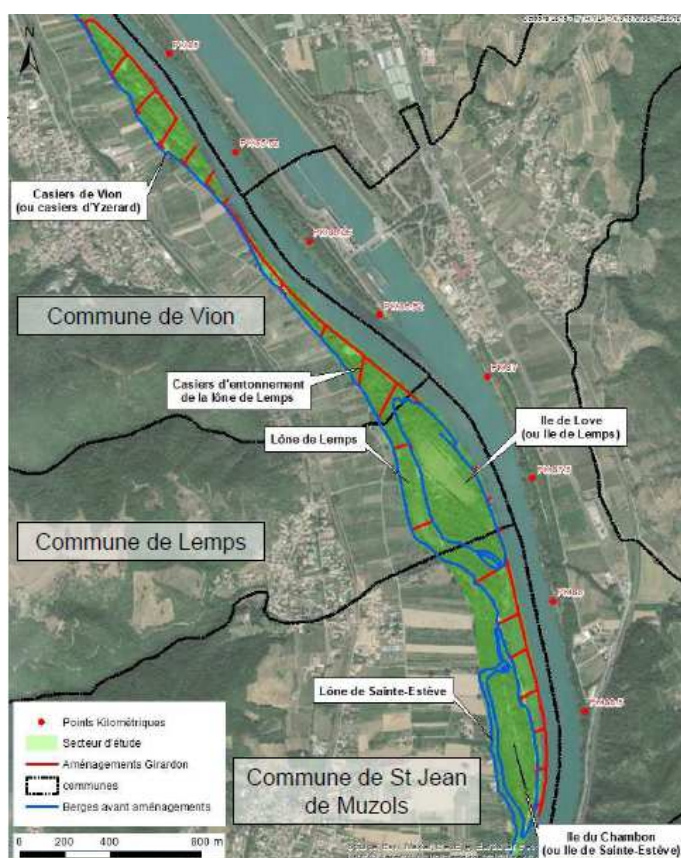 N
Casiers de Vion
(ou casiers d'Yzerard)
Commune de Vion
Casiers d'entonnement
de la lône de Lemps
Ile de Love
(ou Ile de Lemps)
Lône de Lemps
Commune de Lemps
Lône de Sainte-Estève
Points Kilométriques
Secteur d'étude
Aménagements Girardon
communes
Berges avant aménagements
Commune de St Jean
de Muzols
Ile du Chambon
(ou Ile de Sainte-Estève)
0 200 400 800 m